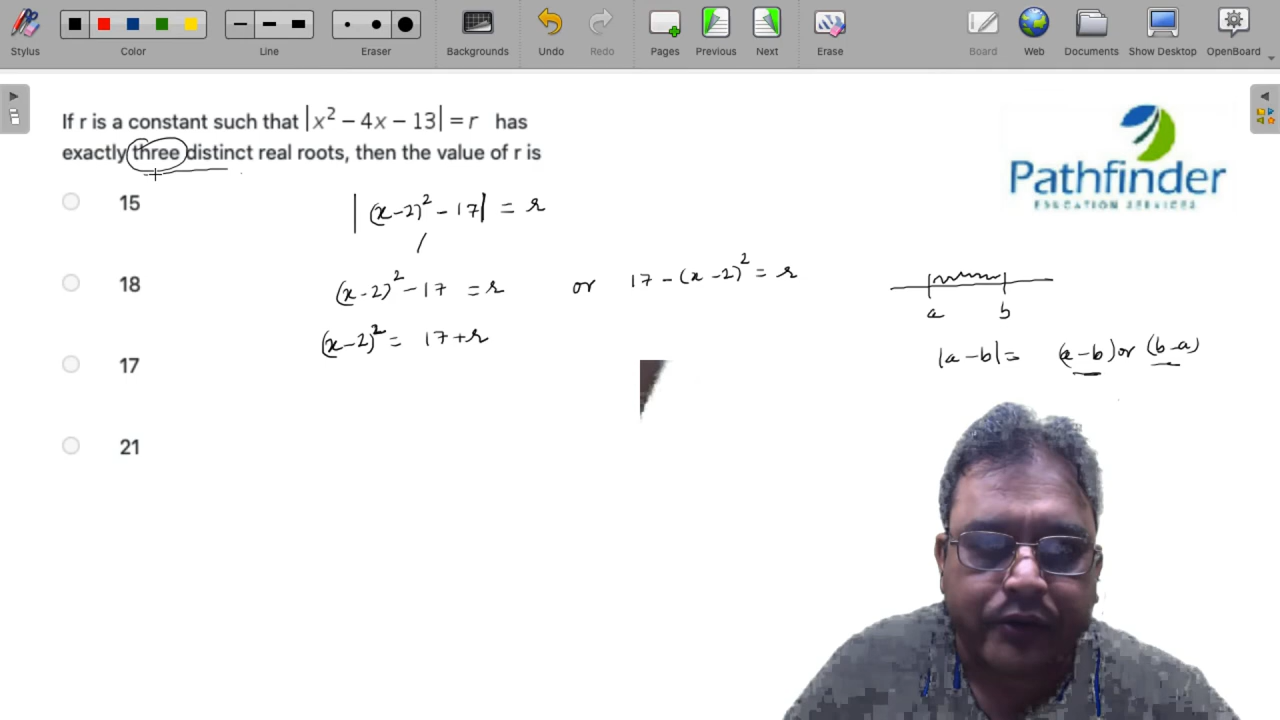 Stylus
Color
Line
Eraser
Backgrounds
Undo
Redo
Pages
Previous
Next
Erase
Board
Web
Documents
Show Desktop
OpenBoard
If r is a constant such that |x² − 4x − 13| = r has
exactly three distinct real roots, then the value of r is
15
18
17
21
Pathfinder
EDUCATION SERVICES
|(x-2)² - 17| = r
(x-2)² - 17 = r or 17 - (x-2)² = r
(x-2)² = 17 + r
a b
|a-b| = (a-b) or (b-a)